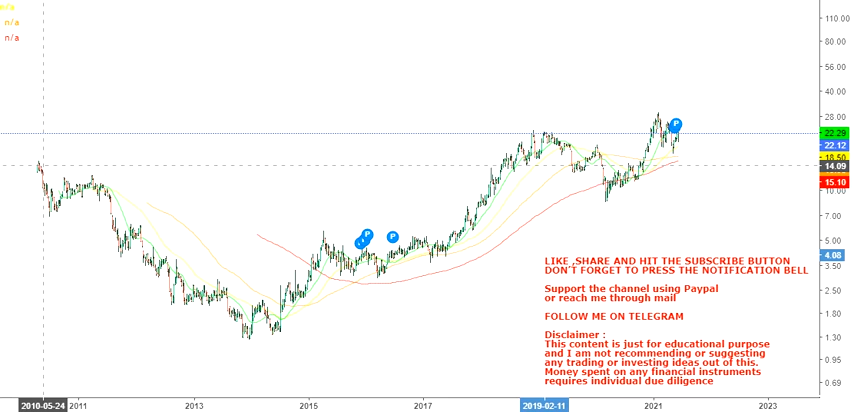 n/a
n/a
n/a
110.00
80.00
56.00
40.00
28.00
22.29
22.12
18.50
14.09
15.10
10.00
7.00
5.00
4.08
3.50
2.50
1.80
1.30
0.95
0.69
P
P
P
P
LIKE ,SHARE AND HIT THE SUBSCRIBE BUTTON
DON'T FORGET TO PRESS THE NOTIFICATION BELL
Support the channel using Paypal
or reach me through mail
FOLLOW ME ON TELEGRAM
Disclaimer :
This content is just for educational purpose
and I am not recommending or suggesting
any trading or investing ideas out of this.
Money spent on any financial instruments
requires individual due diligence
2010-05-24 2011 2013 2015 2017 2019-02-11 2021 2023